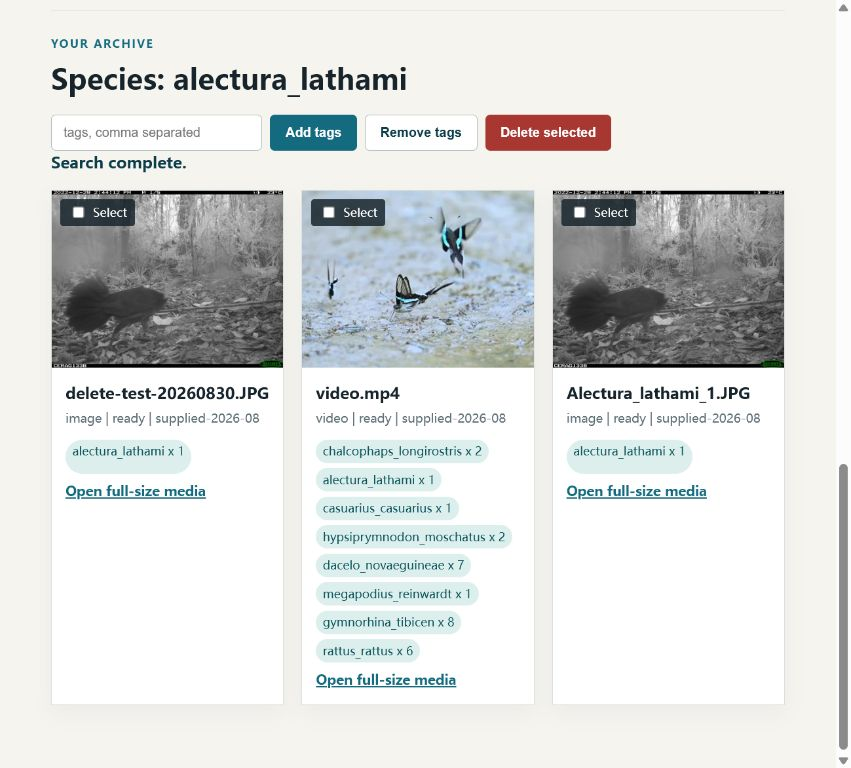 YOUR ARCHIVE
Species: alectura_lathami
tags, comma separated
Add tags
Remove tags
Delete selected
Search complete.
Select
delete-test-20260830.JPG
image | ready | supplied-2026-08
alectura_lathami x 1
Open full-size media
Select
video.mp4
video | ready | supplied-2026-08
chalcophaps_longirostris x 2
alectura_lathami x 1
casuarius_casuarius x 1
hypsiprymnodon_moschatus x 2
dacelo_novaeguineae x 7
megapodius_reinwardt x 1
gymnorhina_tibicen x 8
rattus_rattus x 6
Open full-size media
Select
Alectura_lathami_1.JPG
image | ready | supplied-2026-08
alectura_lathami x 1
Open full-size media